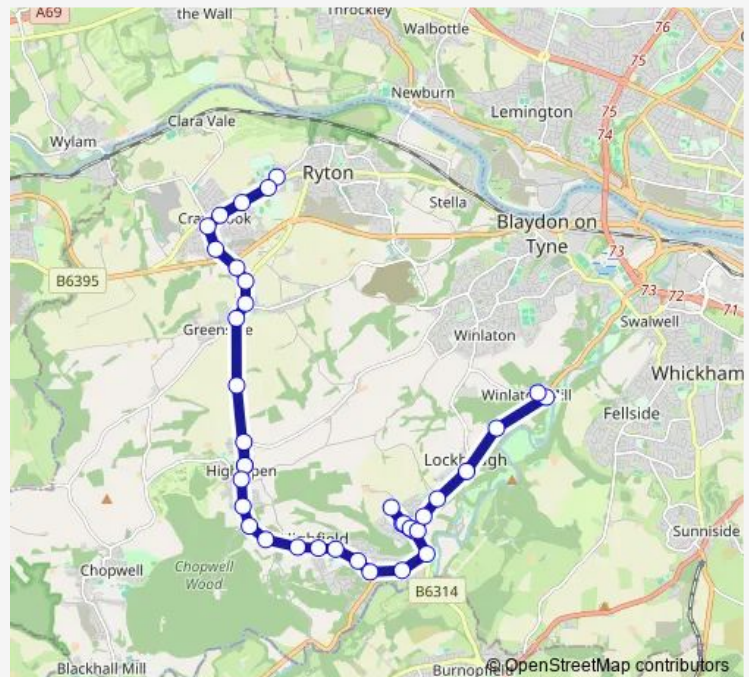 A69
the Wall
Throckley
Walbottle
76
75
Newburn
Lemington
75
74
Clara Vale
Wylam
Ryton
Stella
Blaydon on
Tyne
73
B6395
73
72
71
Swalwell
Winlaton
Whickham
Fellside
Sunniside
Chopwell
Chopwell
Wood
B6314
Blackhall Mill
© OpenStreetMap contributors